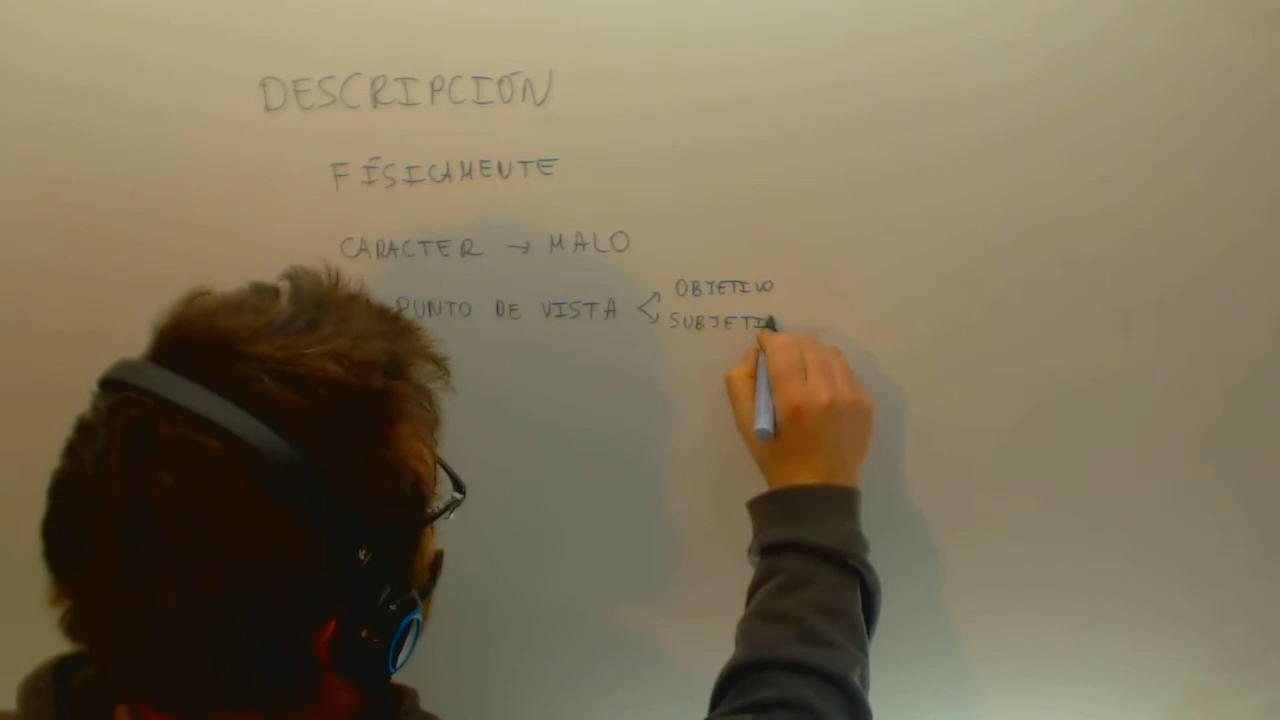 DESCRIPCIÓN
FÍSICAMENTE
CARACTER → MALO
PUNTO DE VISTA
OBJETIVO
SUBJETI